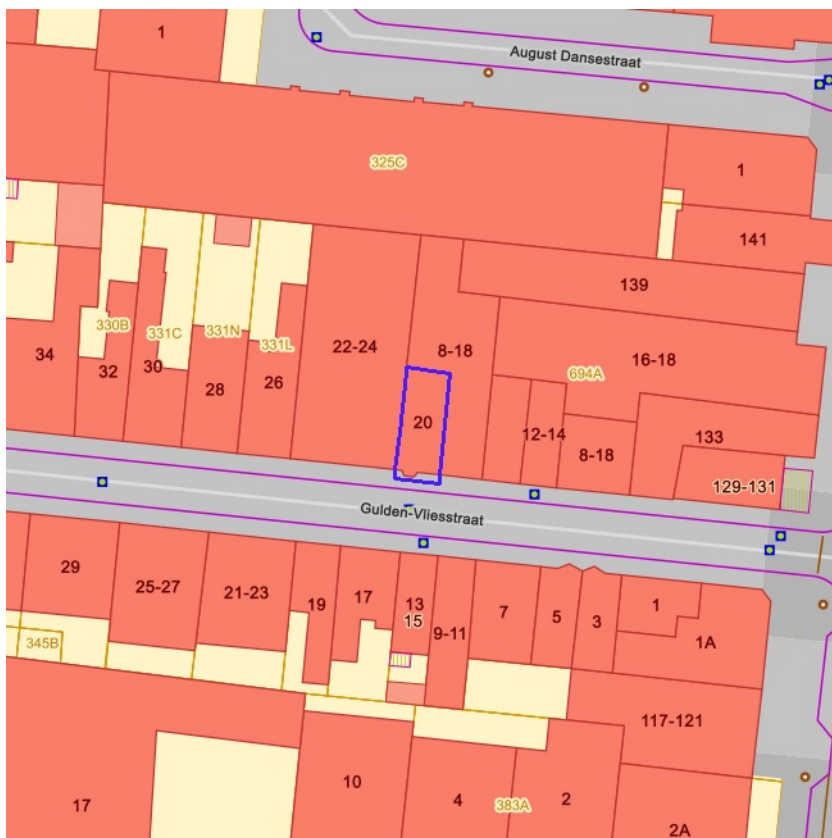 1
August Dansestraat
325C
1
141
139
330B
331C
331N
331L
22-24
8-18
16-18
34
32
30
28
26
694A
20
12-14
8-18
133
129-131
Gulden-Vliesstraat
29
25-27
21-23
19
17
13
15
9-11
7
5
3
1
1A
345B
117-121
17
10
4
383A
2
2A